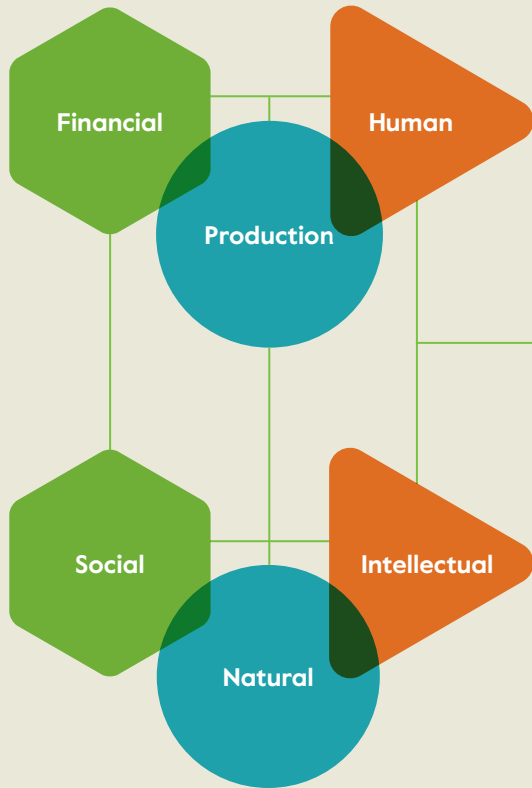 Financial
Human
Production
Social
Intellectual
Natural